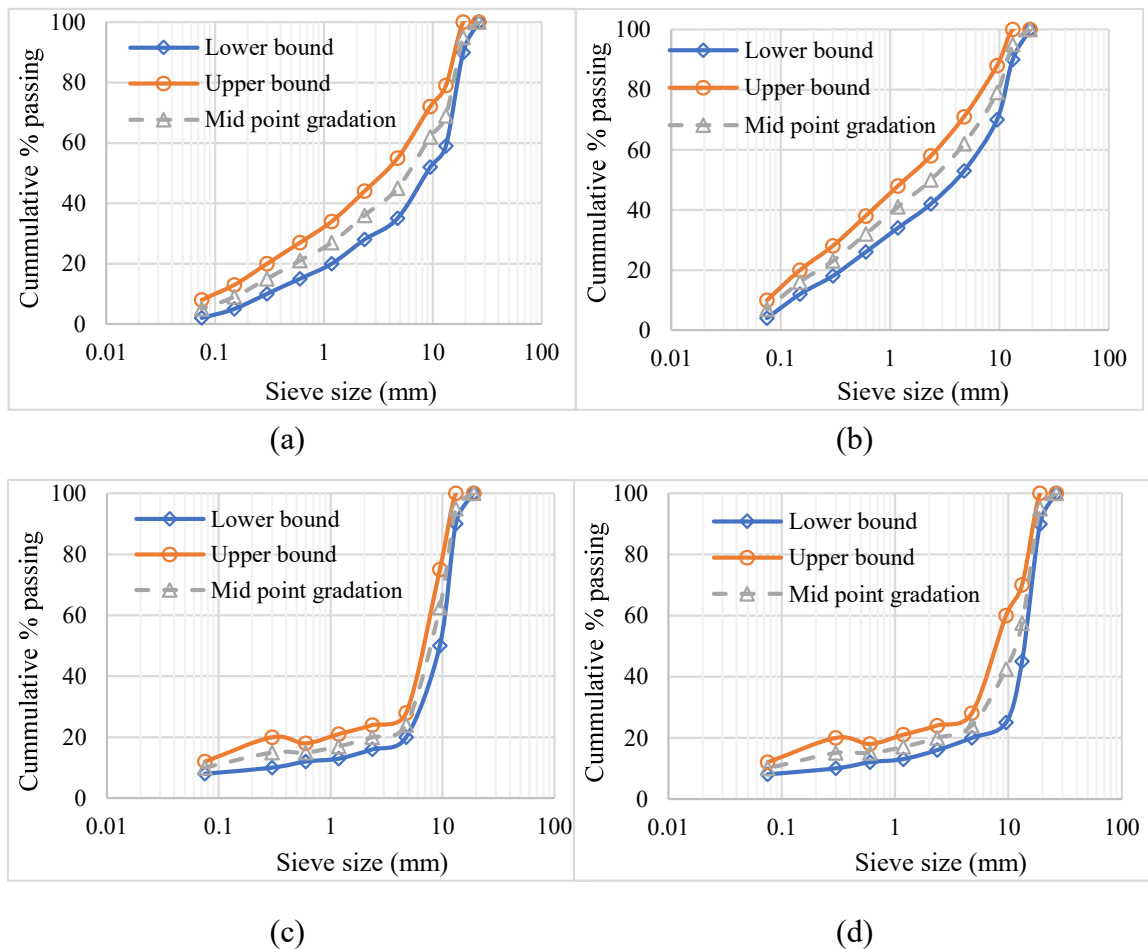 100
80
60
40
20
0
Cummulative % passing
Lower bound
Upper bound
Mid point gradation
0.01 0.1 1 10 100
Sieve size (mm)
(a)
100
80
60
40
20
0
Cummulative % passing
Lower bound
Upper bound
Mid point gradation
0.01 0.1 1 10 100
Sieve size (mm)
(b)
100
80
60
40
20
0
Cummulative % passing
Lower bound
Upper bound
Mid point gradation
0.01 0.1 1 10 100
Sieve size (mm)
(c)
100
80
60
40
20
0
Cummulative % passing
Lower bound
Upper bound
Mid point gradation
0.01 0.1 1 10 100
Sieve size (mm)
(d)